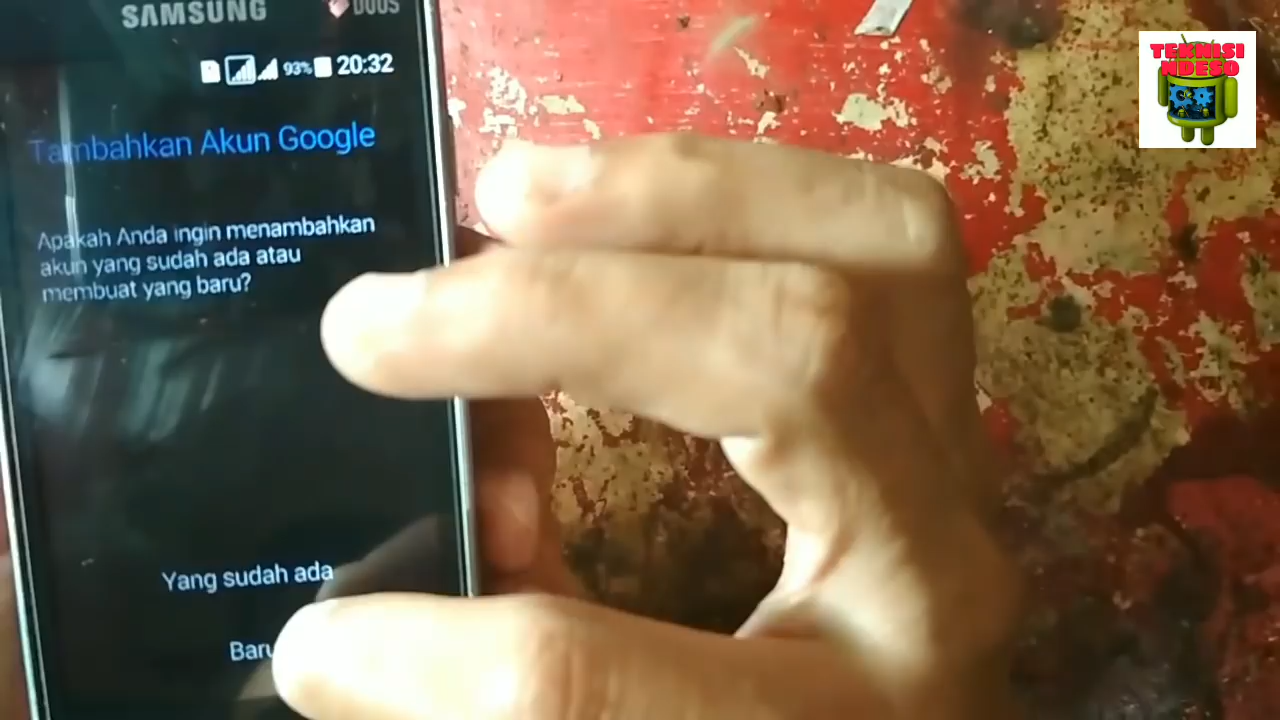 SAMSUNG
DUOS
93% 20:32
Tambahkan Akun Google
Apakah Anda ingin menambahkan
akun yang sudah ada atau
membuat yang baru?
Yang sudah ada
Baru
TEKNISI
NDESO